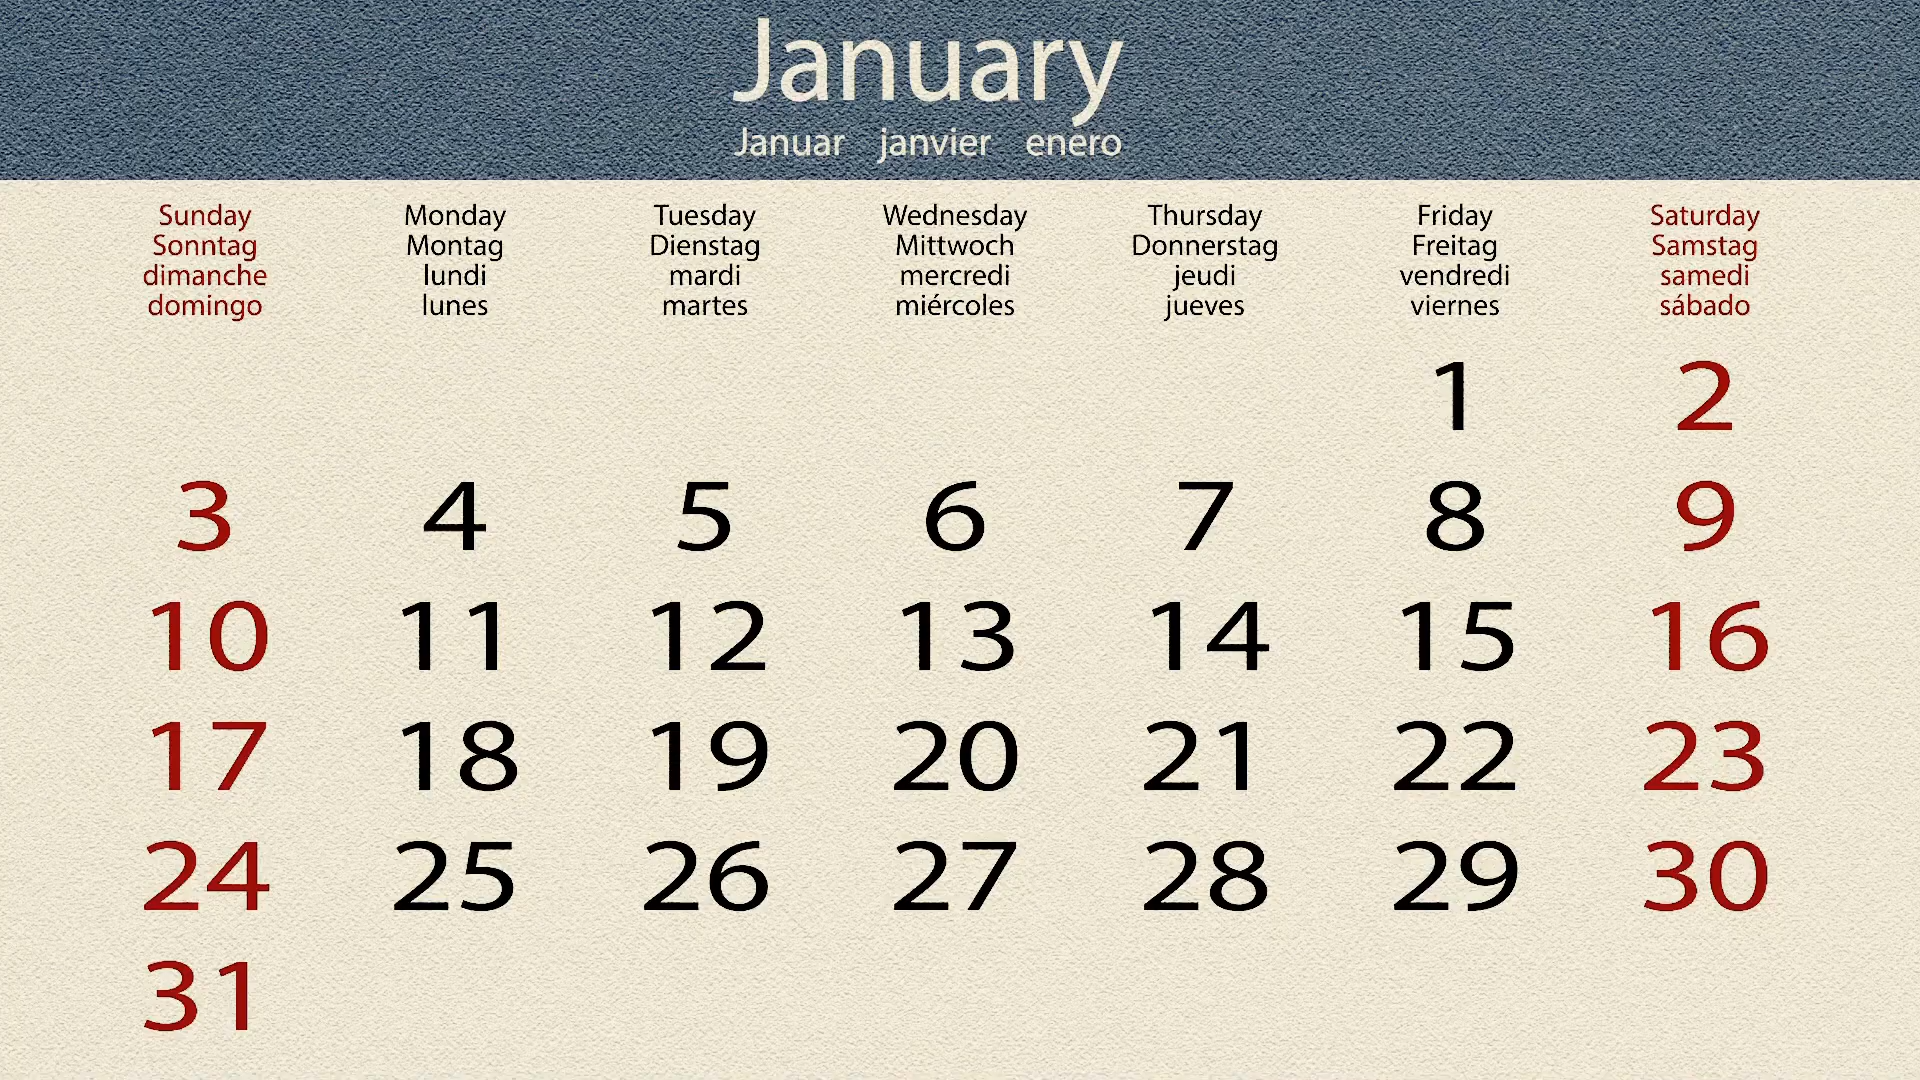 January
Januar janvier enero
Sunday Monday Tuesday Wednesday Thursday Friday Saturday
Sonntag Montag Dienstag Mittwoch Donnerstag Freitag Samstag
dimanche lundi mardi mercredi jeudi vendredi samedi
domingo lunes martes miércoles jueves viernes sábado
1 2
3 4 5 6 7 8 9
10 11 12 13 14 15 16
17 18 19 20 21 22 23
24 25 26 27 28 29 30
31